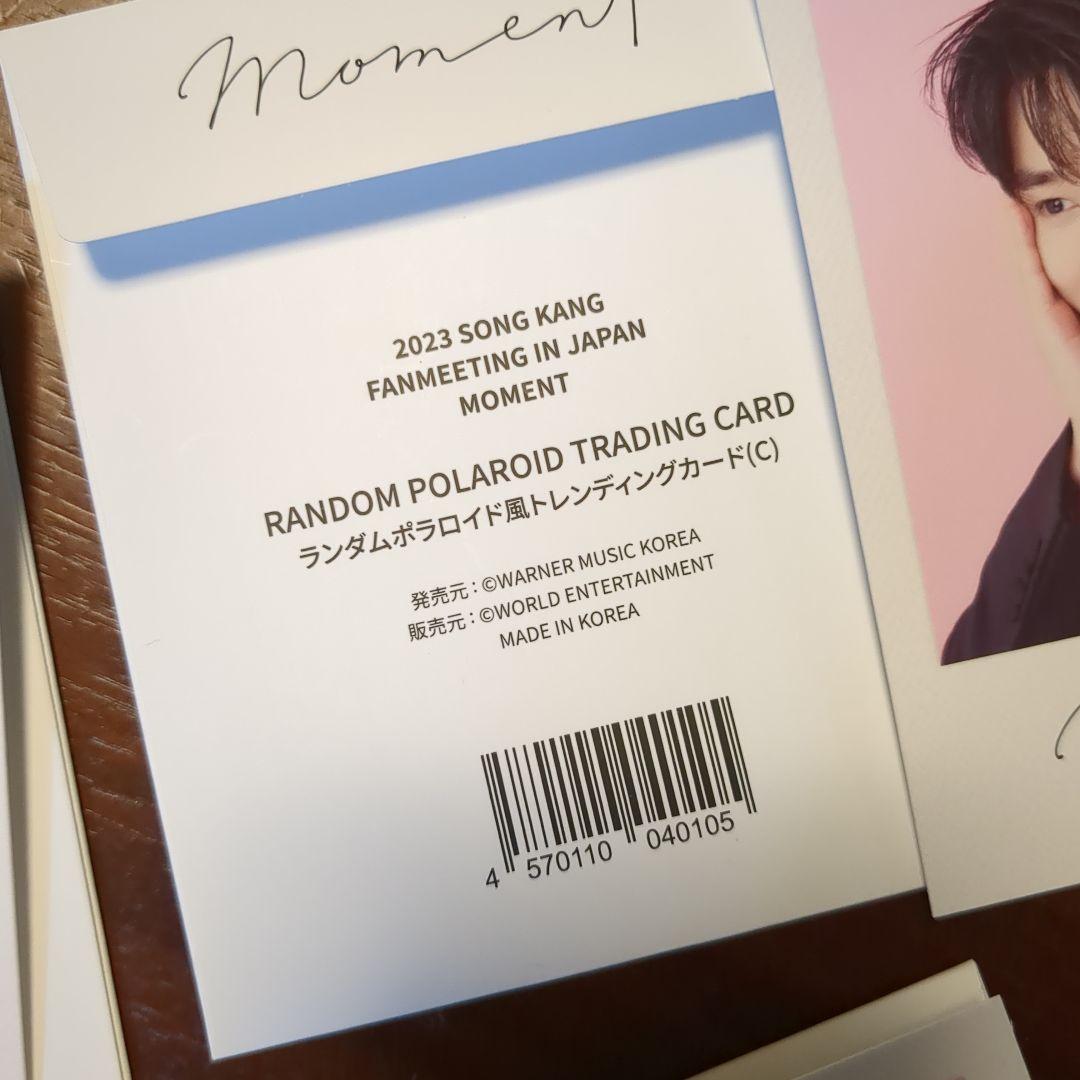 moment
2023 SONG KANG
FANMEETING IN JAPAN
MOMENT
RANDOM POLAROID TRADING CARD
ランダムポラロイド風トレンディングカード(C)
発売元 : ©WARNER MUSIC KOREA
販売元 : ©WORLD ENTERTAINMENT
MADE IN KOREA
4 570110 040105